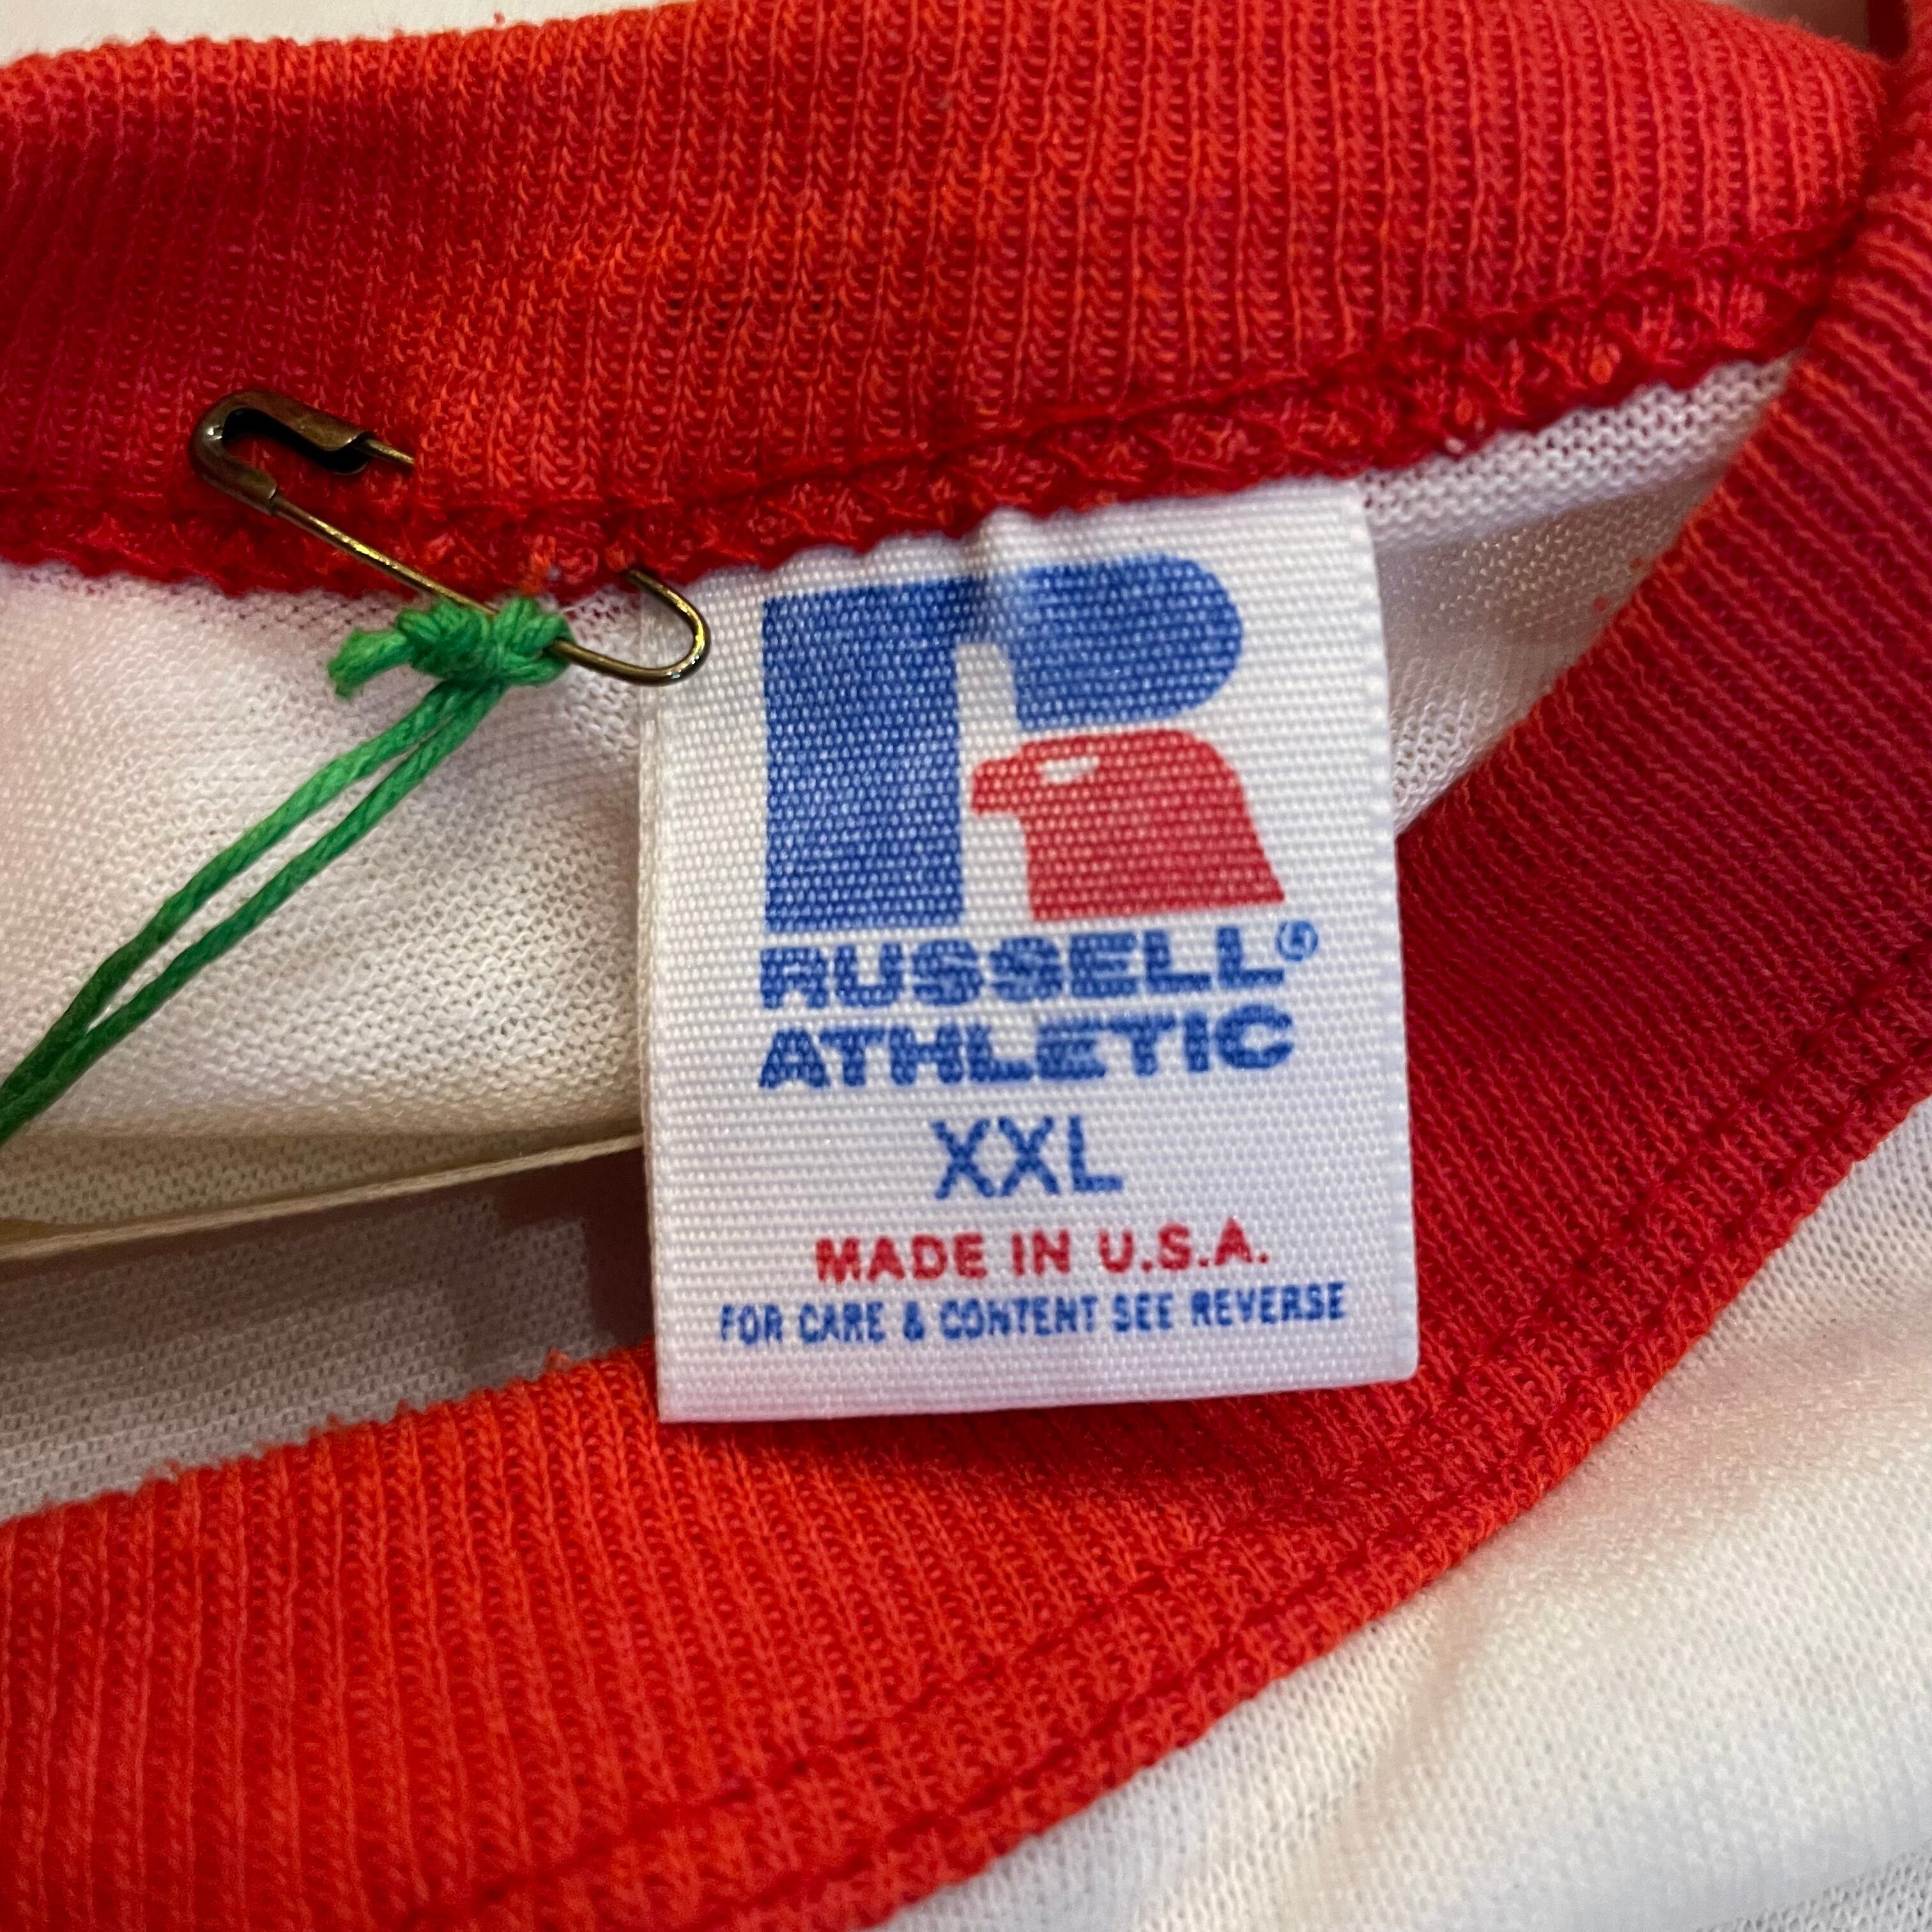 RUSSELL®
ATHLETIC
XXL
MADE IN U.S.A.
FOR CARE & CONTENT SEE REVERSE